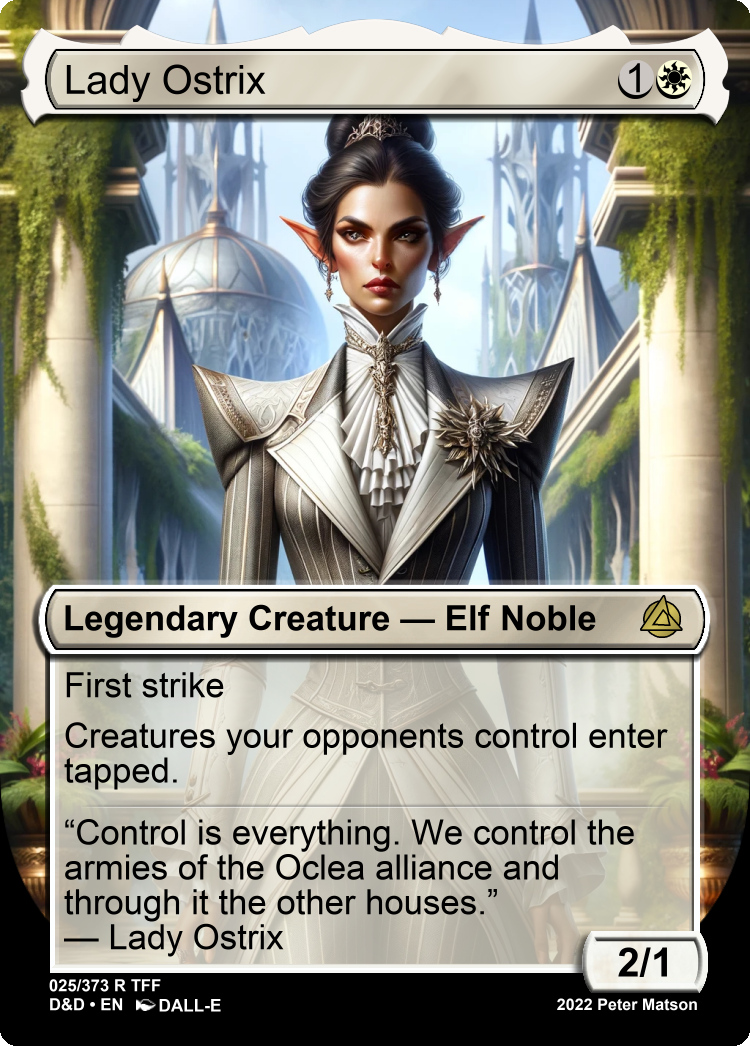 Lady Ostrix 1
Legendary Creature — Elf Noble
First strike
Creatures your opponents control enter
tapped.
“Control is everything. We control the
armies of the Oclea alliance and
through it the other houses.”
— Lady Ostrix
2/1
025/373 R TFF
D&D • EN DALL-E
2022 Peter Matson